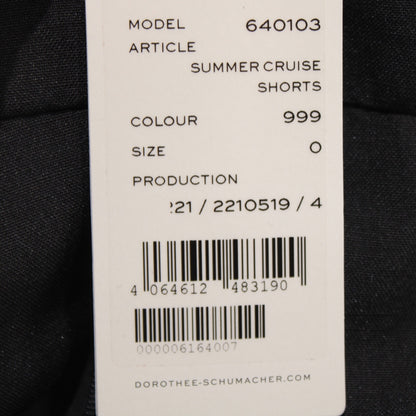 MODEL 640103
ARTICLE
SUMMER CRUISE
SHORTS
COLOUR 999
SIZE 0
PRODUCTION
221 / 2210519 / 4
4 064612 483190
000006164007
DOROTHEE-SCHUMACHER.COM